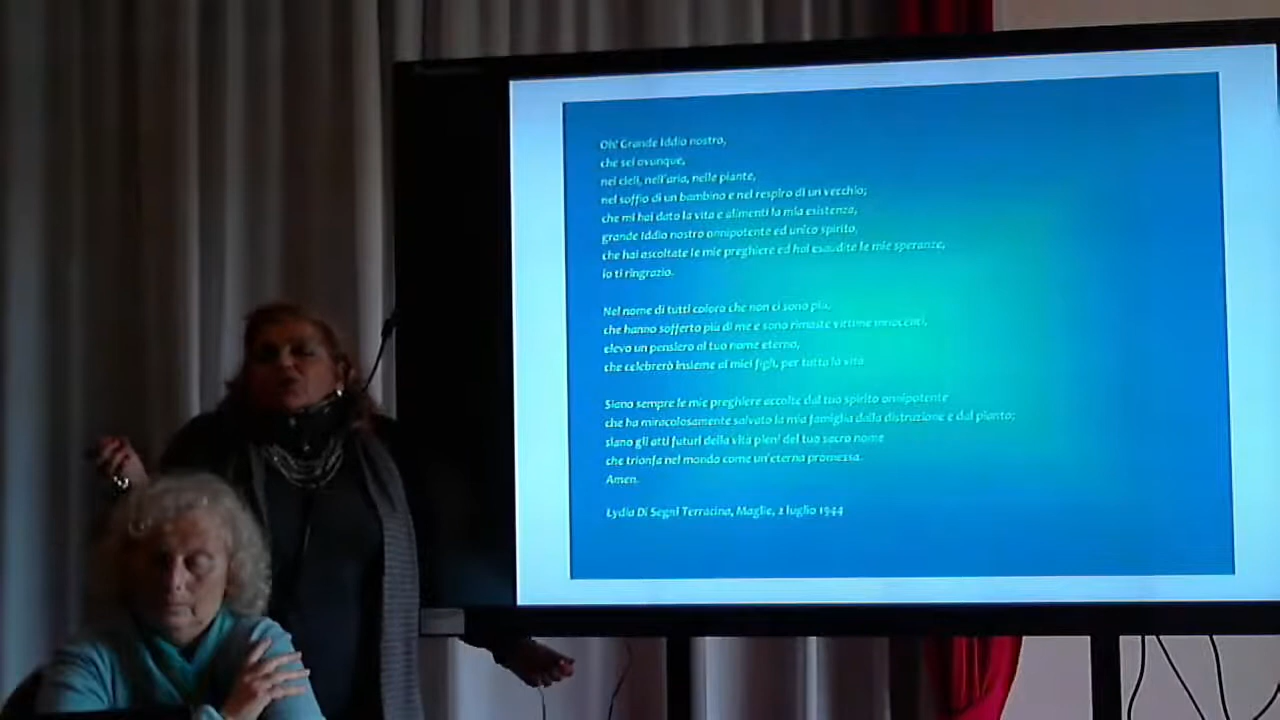 Oh! Grande Iddio nostro,
che sei ovunque,
nei cieli, nell'aria, nelle piante,
nel soffio di un bambino e nel respiro di un vecchio;
che mi hai dato la vita e alimenti la mia esistenza,
grande Iddio nostro onnipotente ed unico spirito,
che hai ascoltate le mie preghiere ed hai esaudite le mie speranze,
io ti ringrazio.
Nel nome di tutti coloro che non ci sono più,
che hanno sofferto più di me e sono rimaste vittime innocenti,
elevo un pensiero al tuo nome eterno,
che celebrerò insieme ai miei figli, per tutta la vita
Siano sempre le mie preghiere accolte dal tuo spirito onnipotente
che ha miracolosamente salvato la mia famiglia dalla distruzione e dal pianto;
siano gli atti futuri della vita pieni del tuo sacro nome
che trionfa nel mondo come un'eterna promessa.
Amen.
Lydia Di Segni Terracina, Maglie, 2 luglio 1944